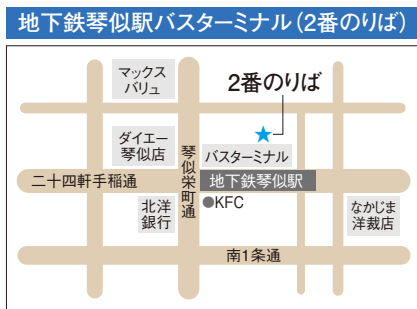 地下鉄琴似駅バスターミナル(2番のりば)
マックス
バリュ
2番のりば
ダイエー
琴似店
琴似栄町通
バスターミナル
二十四軒手稲通
地下鉄琴似駅
北洋
銀行
●KFC
なかじま
洋裁店
南1条通